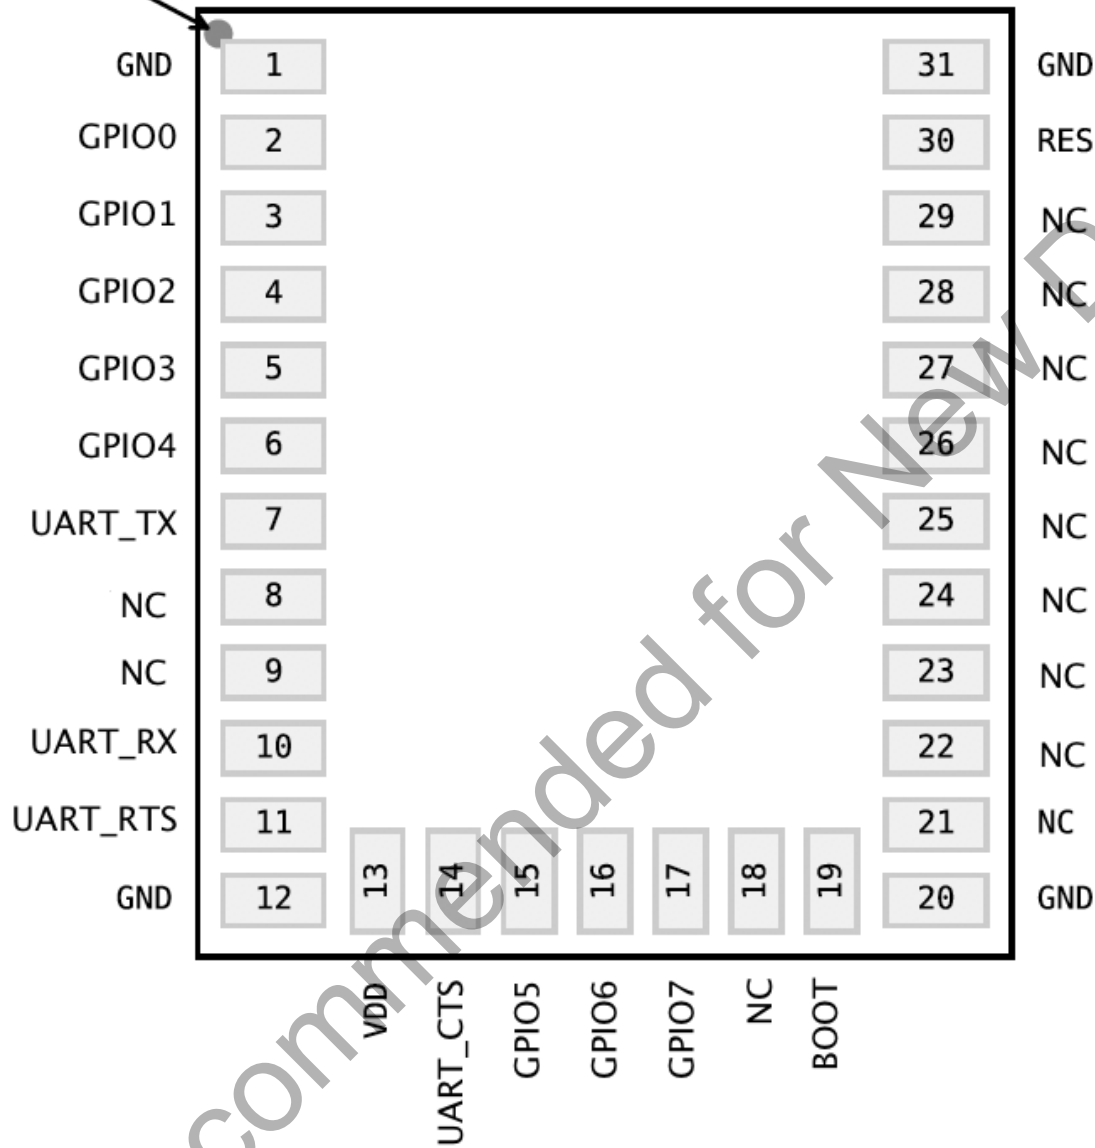 GND 1 31 GND
GPIO0 2 30 RES
GPIO1 3 29 NC
GPIO2 4 28 NC
GPIO3 5 27 NC
GPIO4 6 26 NC
UART_TX 7 25 NC
NC 8 24 NC
NC 9 23 NC
UART_RX 10 22 NC
UART_RTS 11 21 NC
GND 12 13 14 15 16 17 18 19 20 GND
VDD UART_CTS GPIO5 GPIO6 GPIO7 NC BOOT
commended for New D